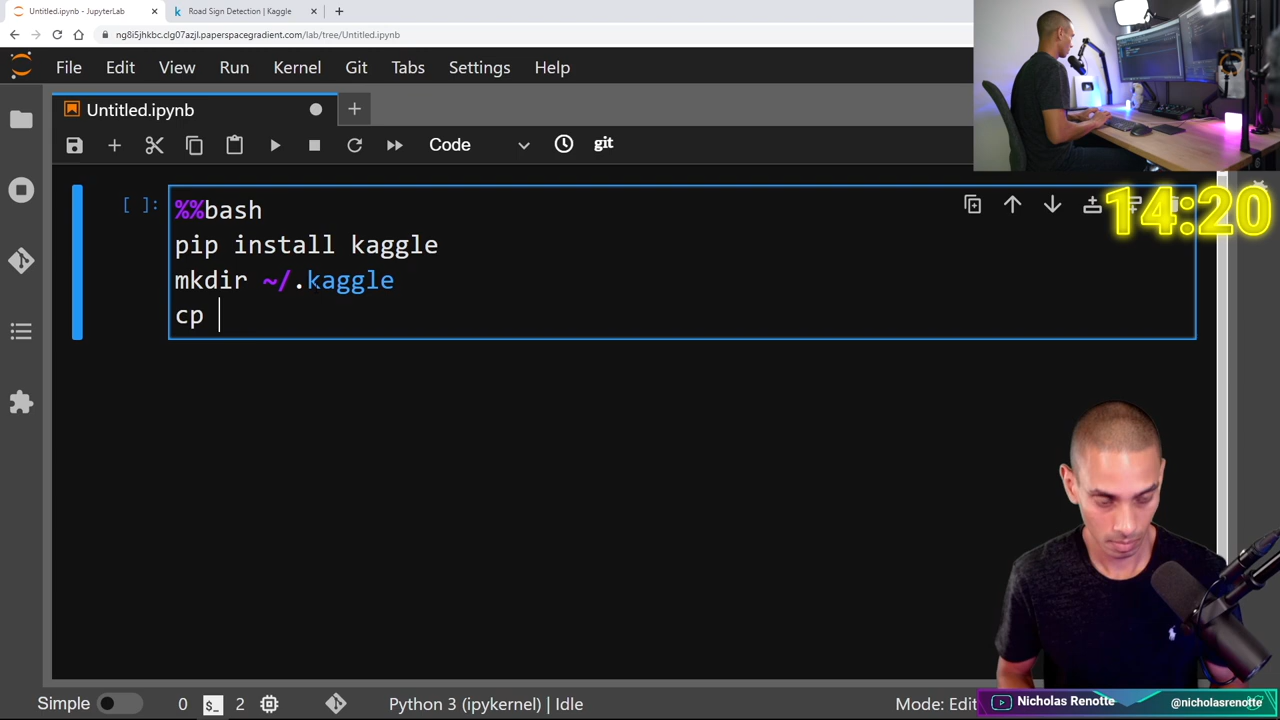 Untitled.ipynb - JupyterLab
Road Sign Detection | Kaggle
ng8i5jhkbc.clg07azjl.paperspacegradient.com/lab/tree/Untitled.ipynb
File Edit View Run Kernel Git Tabs Settings Help
Untitled.ipynb
Code
git
14:20
[ ]:
%%bash
pip install kaggle
mkdir ~/.kaggle
cp
Simple 0 2 Python 3 (ipykernel) | Idle Mode: Edit
Nicholas Renotte @nicholasrenotte